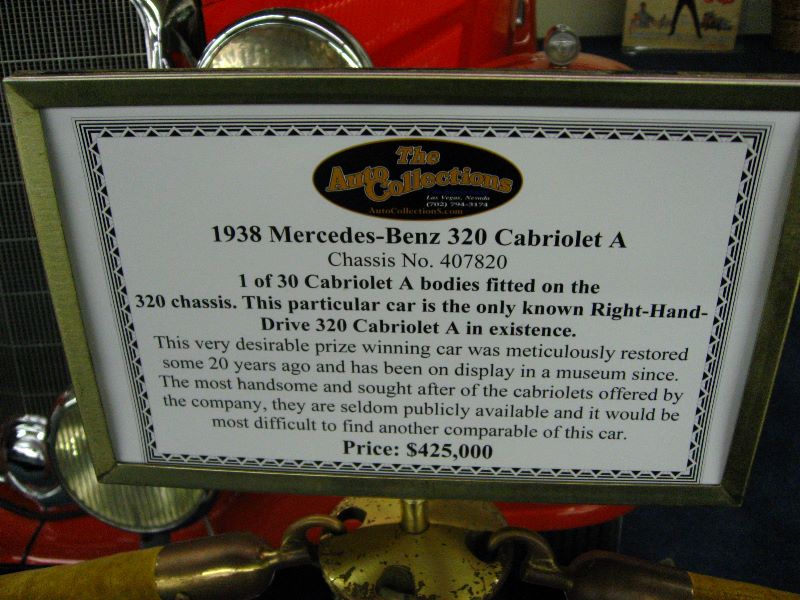 The
Auto Collections
Las Vegas, Nevada
(702) 794-3174
AutoCollectionS.com
1938 Mercedes-Benz 320 Cabriolet A
Chassis No. 407820
1 of 30 Cabriolet A bodies fitted on the
320 chassis. This particular car is the only known Right-Hand-
Drive 320 Cabriolet A in existence.
This very desirable prize winning car was meticulously restored
some 20 years ago and has been on display in a museum since.
The most handsome and sought after of the cabriolets offered by
the company, they are seldom publicly available and it would be
most difficult to find another comparable of this car.
Price: $425,000